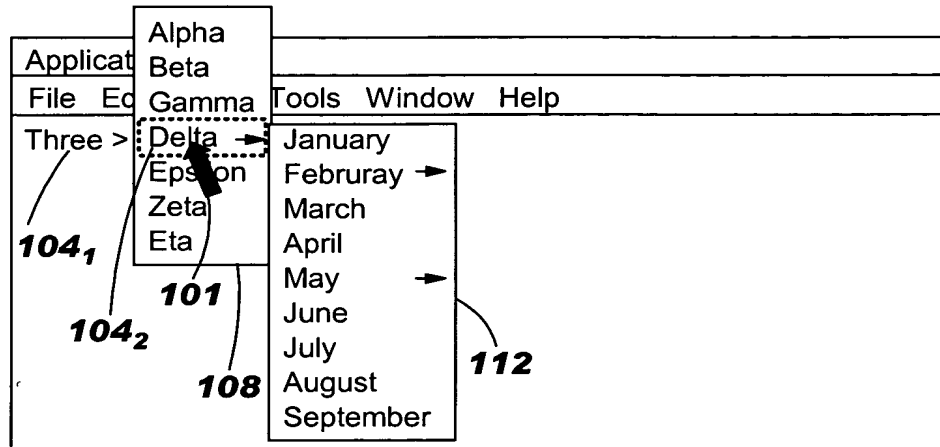 Alpha
Applicat Beta
File Ed Gamma Tools Window Help
Three > Delta → January
Epsilon Februray →
Zeta March
104₁ Eta April
101 May →
104₂ June
July
108 August 112
September